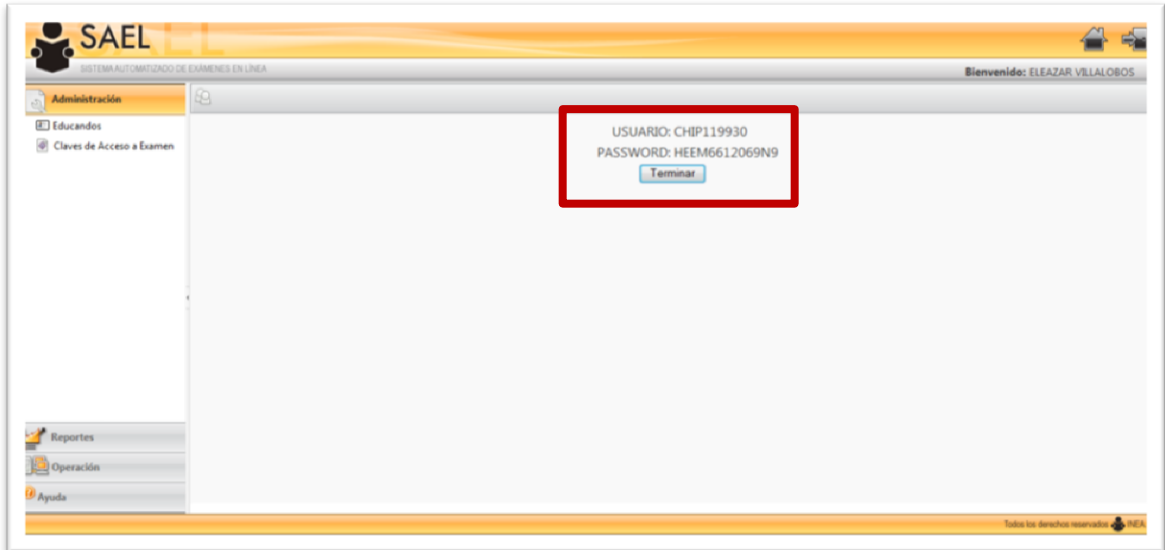 SAEL
SISTEMA AUTOMATIZADO DE EXÁMENES EN LÍNEA
Bienvenido: ELEAZAR VILLALOBOS
Administración
Educandos
Claves de Acceso a Examen
USUARIO: CHIP119930
PASSWORD: HEEM6612069N9
Terminar
Reportes
Operación
Ayuda
Todos los derechos reservados INEA